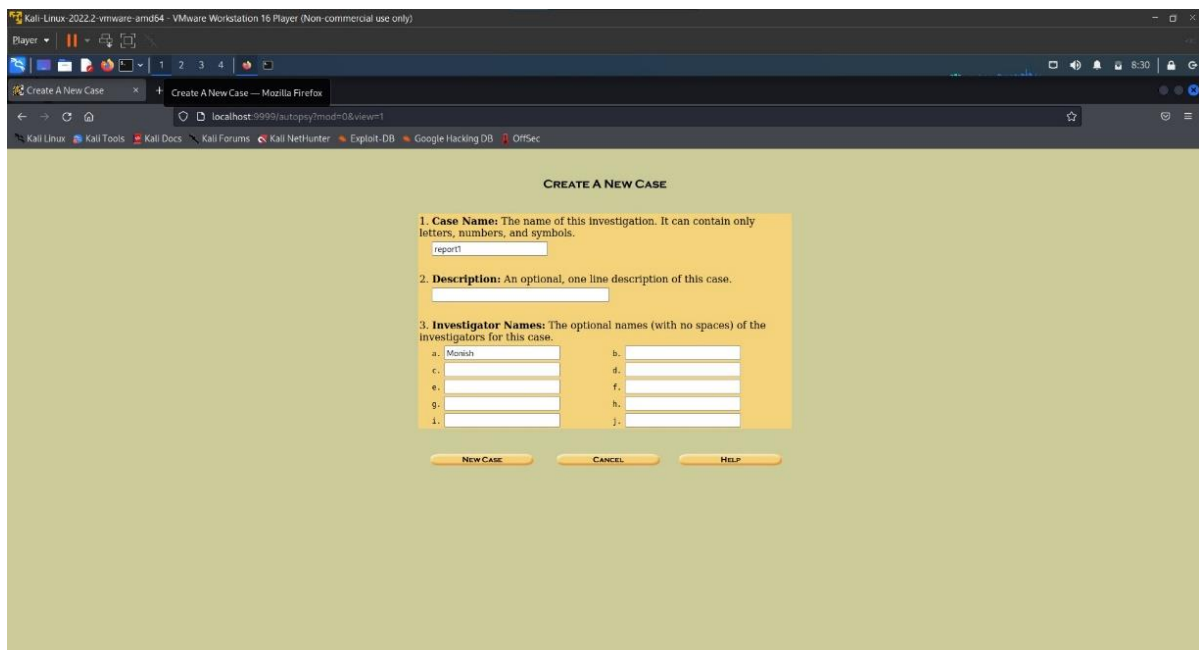 Kali-Linux-2022.2-vmware-amd64 - VMware Workstation 16 Player (Non-commercial use only)
Player
1 2 3 4
8:30
Create A New Case
Create A New Case — Mozilla Firefox
localhost:9999/autopsy?mod=0&view=1
Kali Linux Kali Tools Kali Docs Kali Forums Kali NetHunter Exploit-DB Google Hacking DB OffSec
CREATE A NEW CASE
1. Case Name: The name of this investigation. It can contain only
letters, numbers, and symbols.
report1
2. Description: An optional, one line description of this case.
3. Investigator Names: The optional names (with no spaces) of the
investigators for this case.
a. Monish b.
c. d.
e. f.
g. h.
i. j.
NEW CASE CANCEL HELP